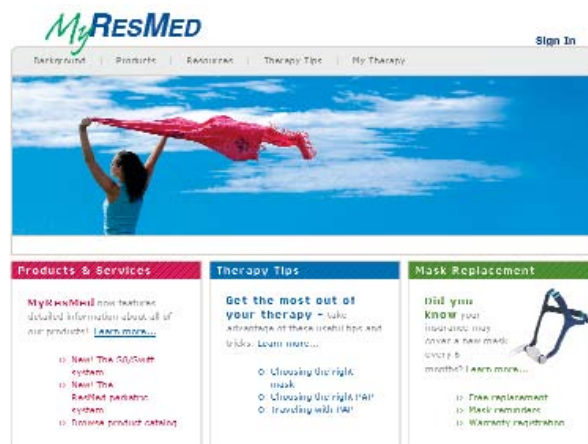 MyResMed
Sign In
Background | Products | Resources | Therapy Tips | My Therapy
Products & Services
MyResMed now features
detailed information about all of
our products! Learn more...
New! The S8/Swift
system
New! The
ResMed pediatric
system
Browse product catalog
Therapy Tips
Get the most out of
your therapy – take
advantage of these useful tips and
tricks. Learn more...
Choosing the right
mask
Choosing the right PAP
Traveling with PAP
Mask Replacement
Did you
know your
insurance may
cover a new mask
every 6
months? Learn more...
Free replacement
Mask reminders
Warranty registration